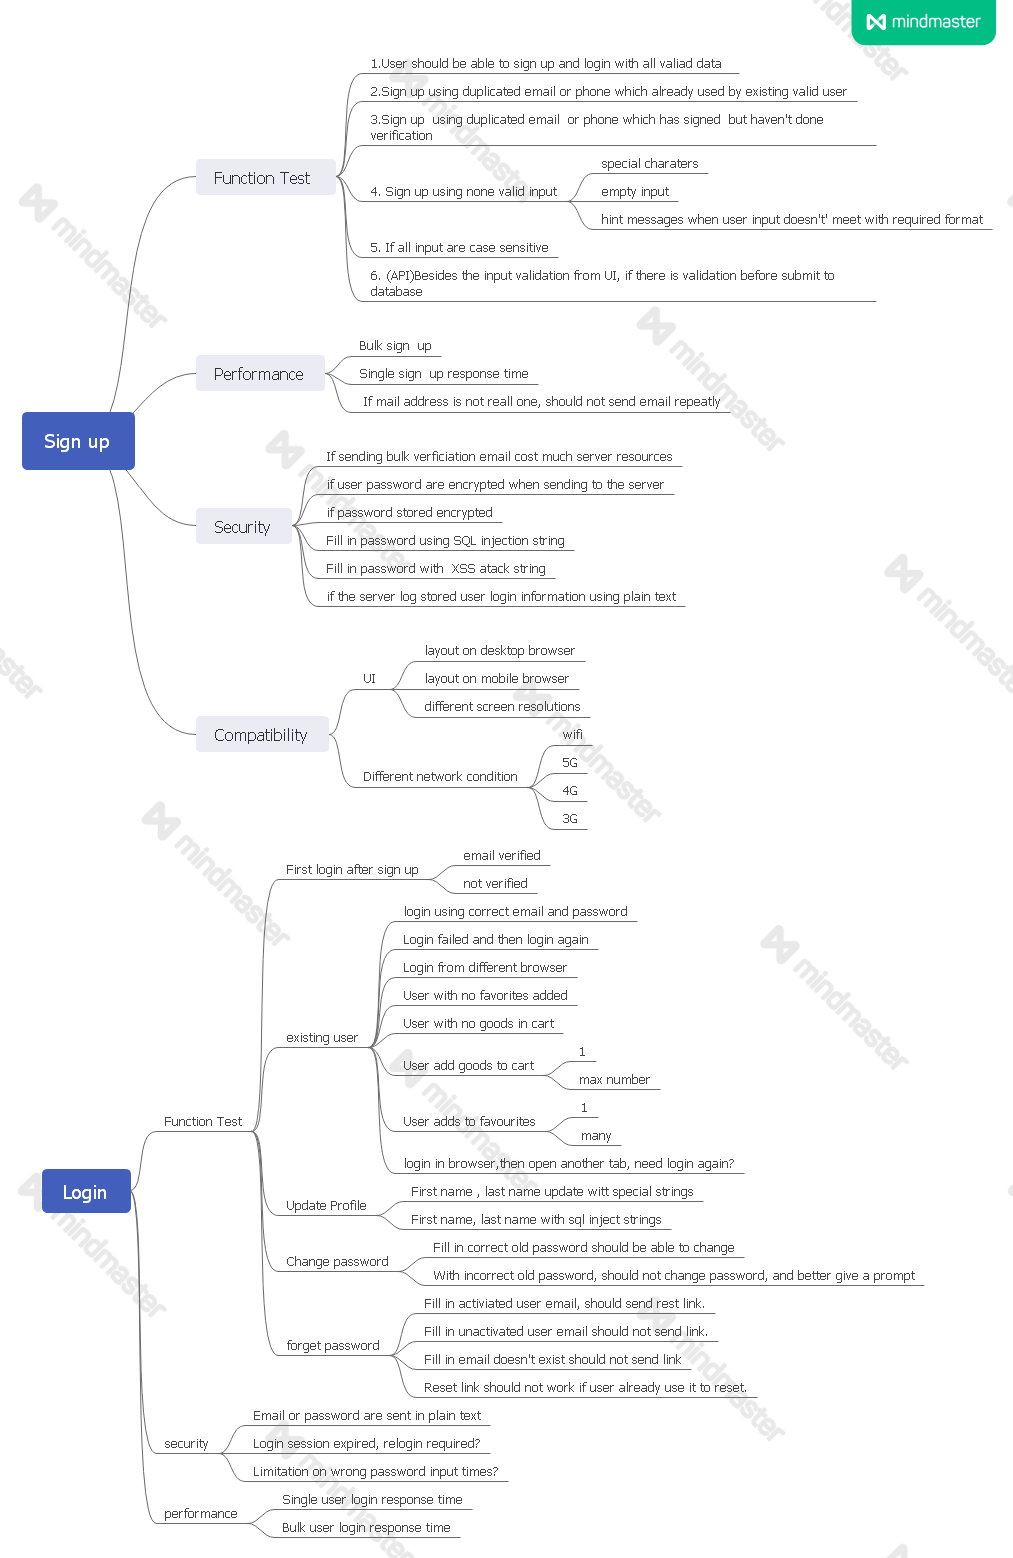 mindmaster
Sign up
Function Test
1.User should be able to sign up and login with all valiad data
2.Sign up using duplicated email or phone which already used by existing valid user
3.Sign up  using duplicated email  or phone which has signed  but haven't done
verification
4. Sign up using none valid input
special charaters
empty input
hint messages when user input doesn't' meet with required format
5. If all input are case sensitive
6. (API)Besides the input validation from UI, if there is validation before submit to
database
Performance
Bulk sign  up
Single sign  up response time
If mail address is not reall one, should not send email repeatly
Security
If sending bulk verficiation email cost much server resources
if user password are encrypted when sending to the server
if password stored encrypted
Fill in password using SQL injection string
Fill in password with  XSS atack string
if the server log stored user login information using plain text
Compatibility
UI
layout on desktop browser
layout on mobile browser
different screen resolutions
Different network condition
wifi
5G
4G
3G
Login
Function Test
First login after sign up
email verified
not verified
existing user
login using correct email and password
Login failed and then login again
Login from different browser
User with no favorites added
User with no goods in cart
User add goods to cart
1
max number
User adds to favourites
1
many
login in browser,then open another tab, need login again?
Update Profile
First name , last name update witt special strings
First name, last name with sql inject strings
Change password
Fill in correct old password should be able to change
With incorrect old password, should not change password, and better give a prompt
forget password
Fill in activiated user email, should send rest link.
Fill in unactivated user email should not send link.
Fill in email doesn't exist should not send link
Reset link should not work if user already use it to reset.
security
Email or password are sent in plain text
Login session expired, relogin required?
Limitation on wrong password input times?
performance
Single user login response time
Bulk user login response time